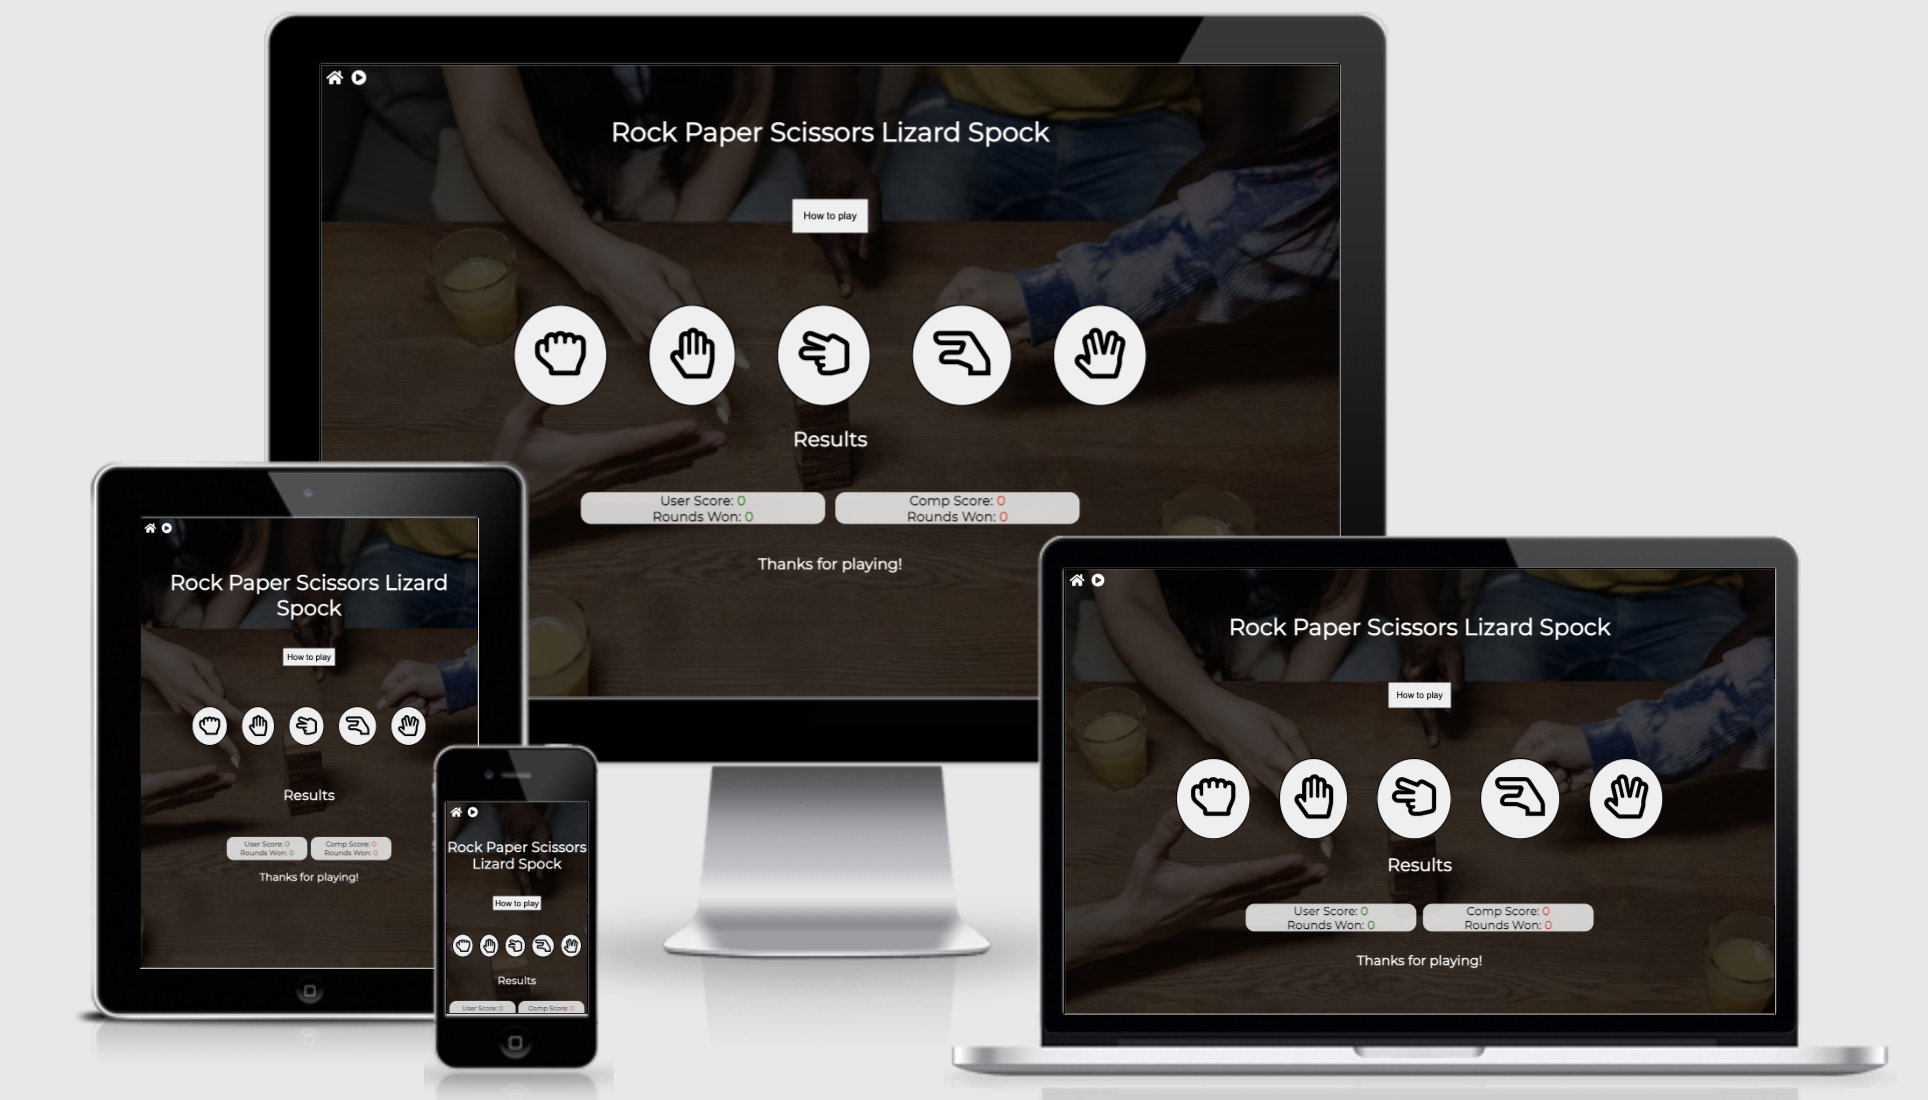 Rock Paper Scissors Lizard Spock
How to play
Results
User Score: 0
Rounds Won: 0
Comp Score: 0
Rounds Won: 0
Thanks for playing!
Rock Paper Scissors Lizard
Spock
How to play
Results
User Score: 0
Rounds Won: 0
Comp Score: 0
Rounds Won: 0
Thanks for playing!
Rock Paper Scissors
Lizard Spock
How to play
Results
User Score: 0
Comp Score: 0
Rock Paper Scissors Lizard Spock
How to play
Results
User Score: 0
Rounds Won: 0
Comp Score: 0
Rounds Won: 0
Thanks for playing!